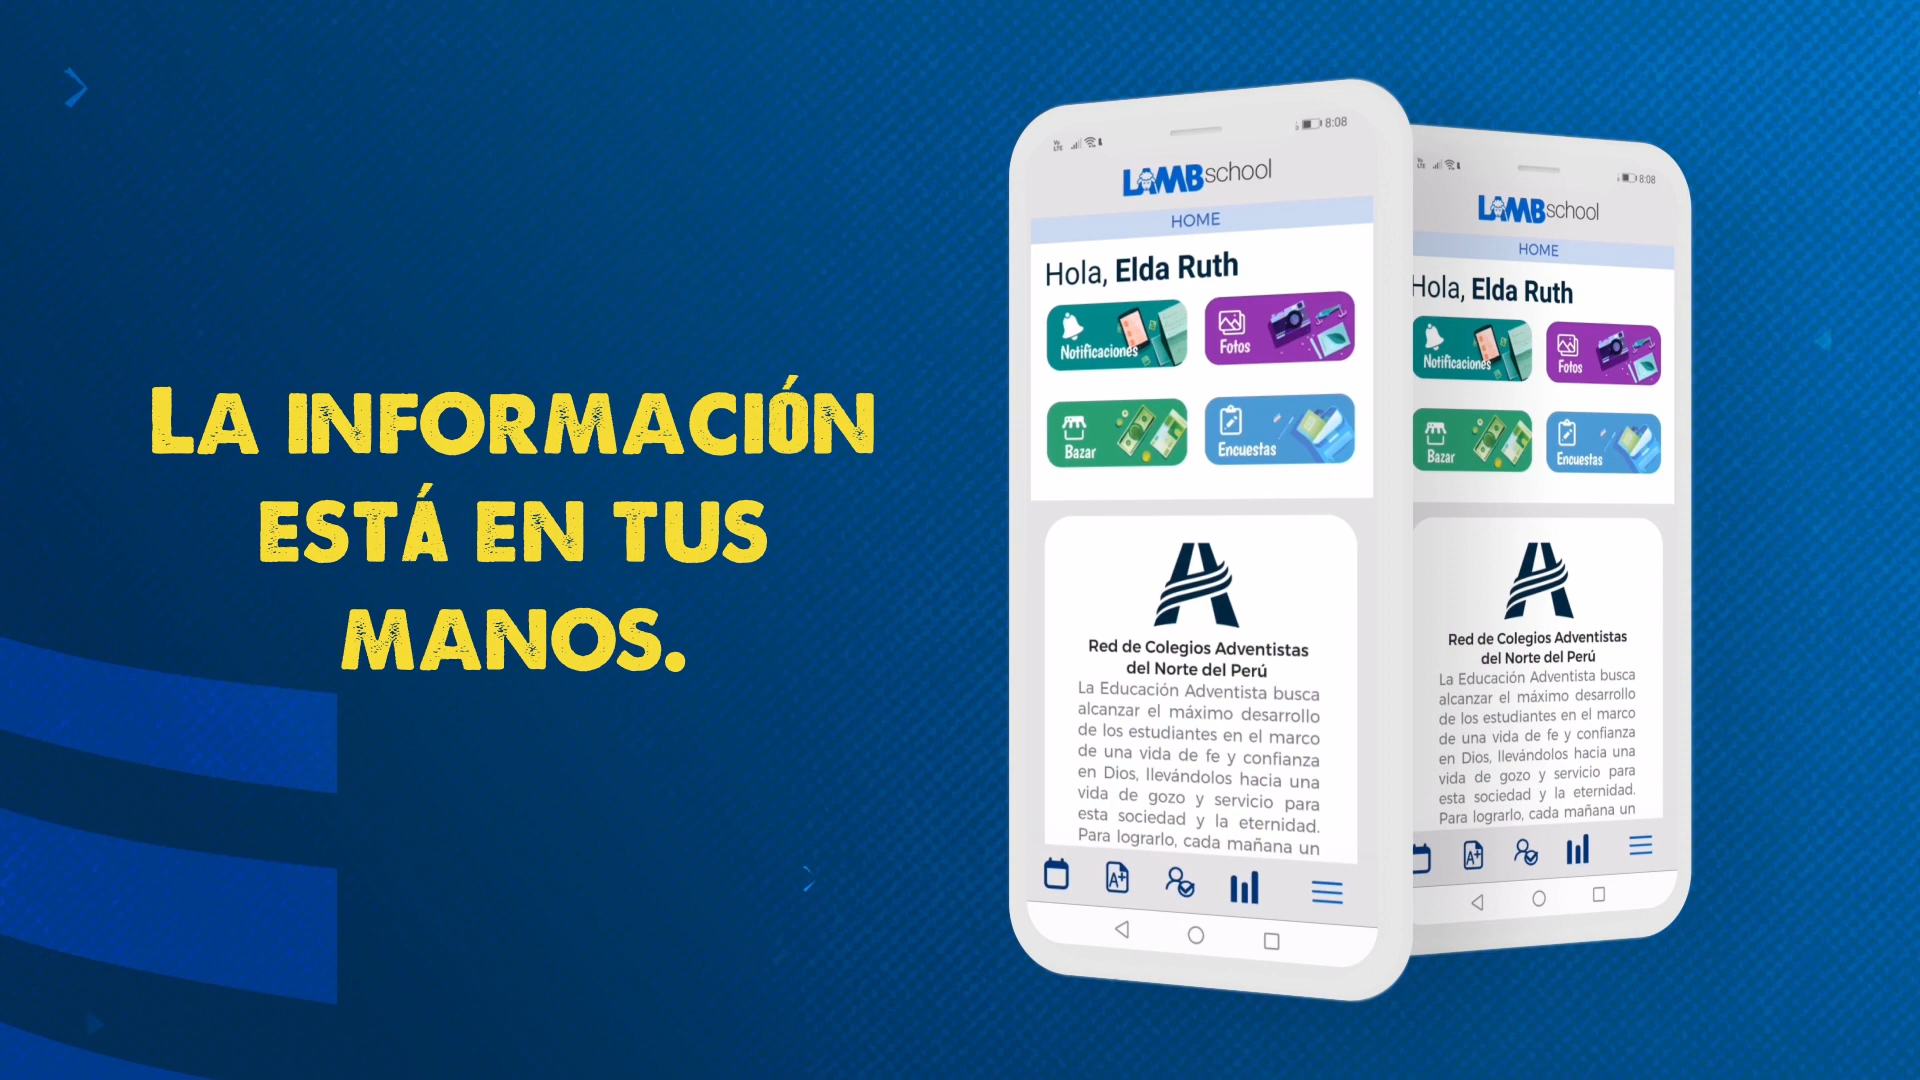 La información
está en tus
manos.
Vo
LTE
8:08
LAMBschool
HOME
Hola, Elda Ruth
Notificaciones
Fotos
Bazar
Encuestas
Red de Colegios Adventistas
del Norte del Perú
La Educación Adventista busca
alcanzar el máximo desarrollo
de los estudiantes en el marco
de una vida de fe y confianza
en Dios, llevándolos hacia una
vida de gozo y servicio para
esta sociedad y la eternidad.
Para lograrlo, cada mañana un
A+
8:08
LAMBschool
HOME
Hola, Elda Ruth
Notificaciones
Fotos
Bazar
Encuestas
Red de Colegios Adventistas
del Norte del Perú
La Educación Adventista busca
alcanzar el máximo desarrollo
de los estudiantes en el marco
de una vida de fe y confianza
en Dios, llevándolos hacia una
vida de gozo y servicio para
esta sociedad y la eternidad.
Para lograrlo, cada mañana un
A+